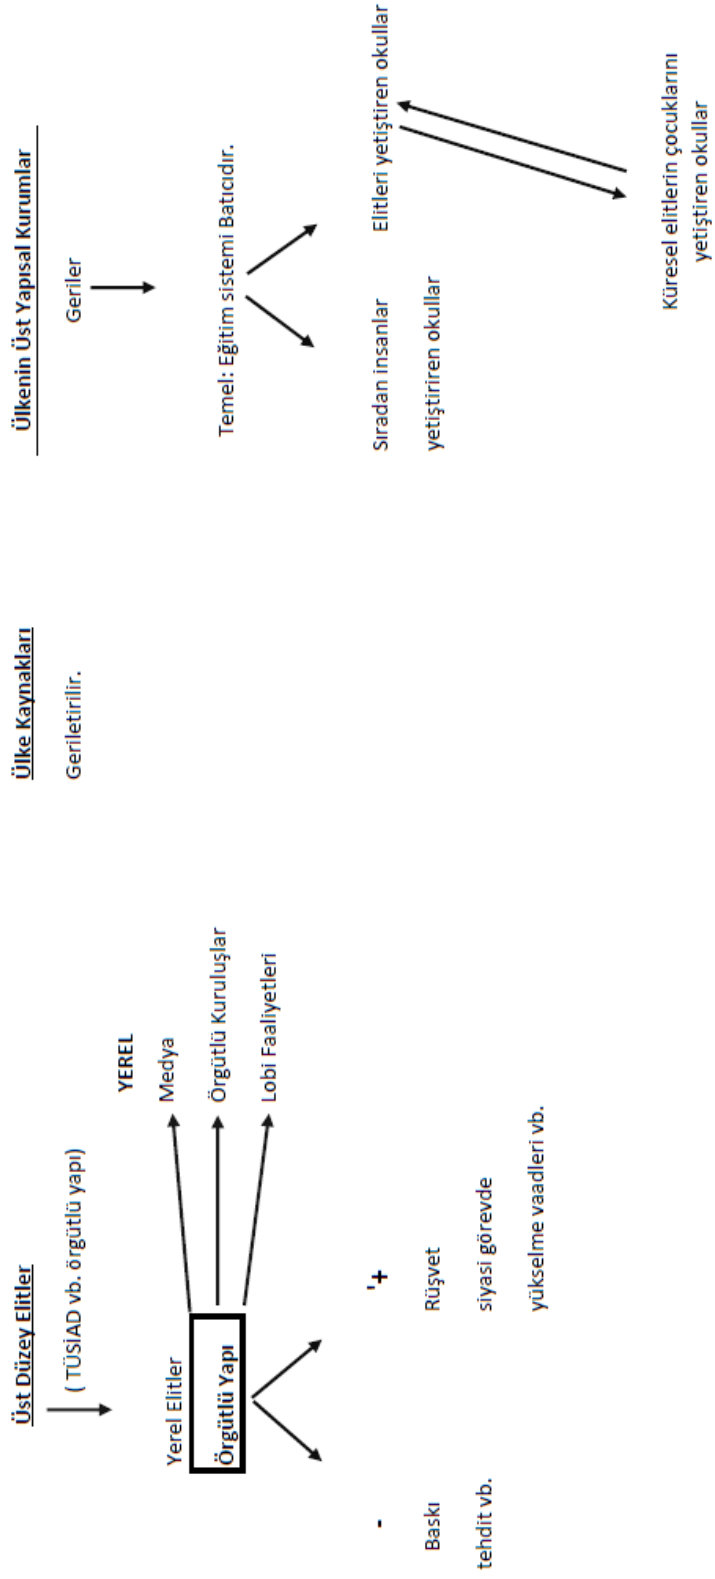 Üst Düzey Elitler
( TÜSİAD vb. örgütlü yapı)
YEREL
Yerel Elitler
Medya
Örgütlü Yapı
Örgütlü Kuruluşlar
Lobi Faaliyetleri
-
'+
Baskı
Rüşvet
tehdit vb.
siyasi görevde
yükselme vaadleri vb.
Ülke Kaynakları
Geriletirilir.
Ülkenin Üst Yapısal Kurumlar
Geriler
Temel: Eğitim sistemi Batıcıdır.
Sıradan insanlar
yetiştiriren okullar
Elitleri yetiştiren okullar
Küresel elitlerin çocuklarını
yetiştiren okullar